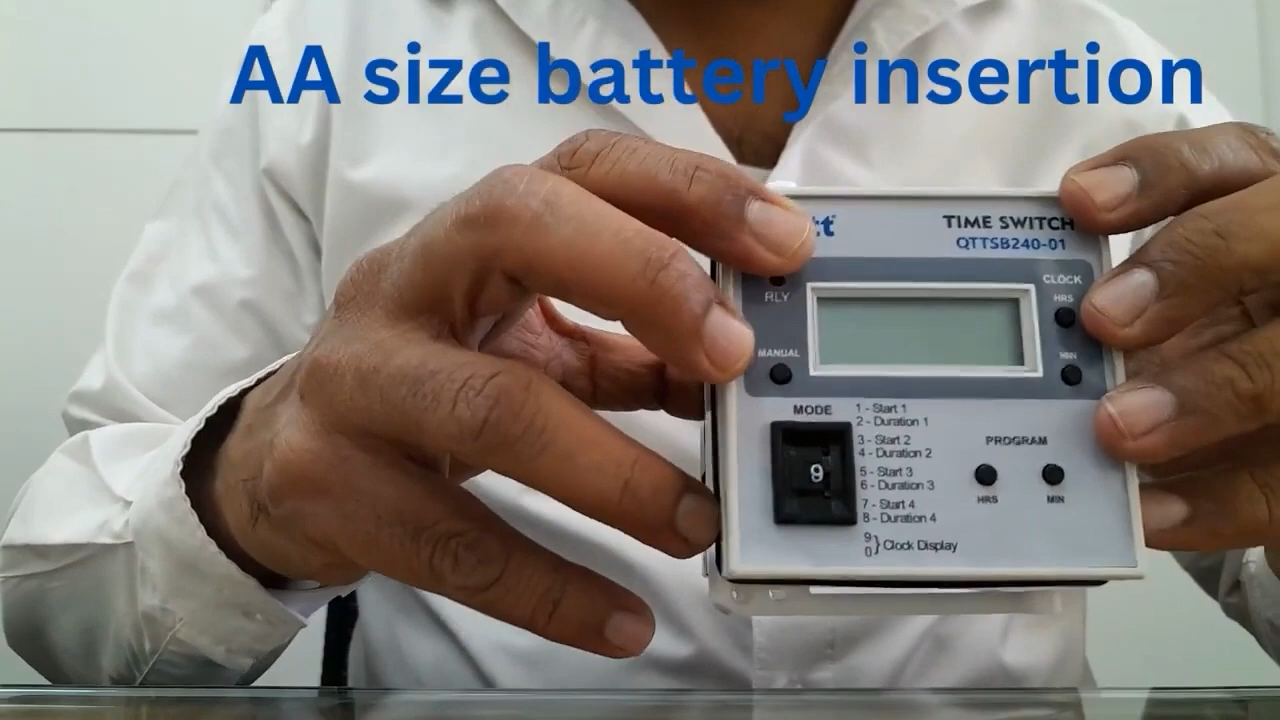 AA size battery insertion
TIME SWITCH
QTTSB240-01
CLOCK
HRS
RLY
MANUAL
MIN
MODE
1 - Start 1
2 - Duration 1
3 - Start 2
4 - Duration 2
5 - Start 3
6 - Duration 3
7 - Start 4
8 - Duration 4
9
0} Clock Display
9
PROGRAM
HRS
MIN